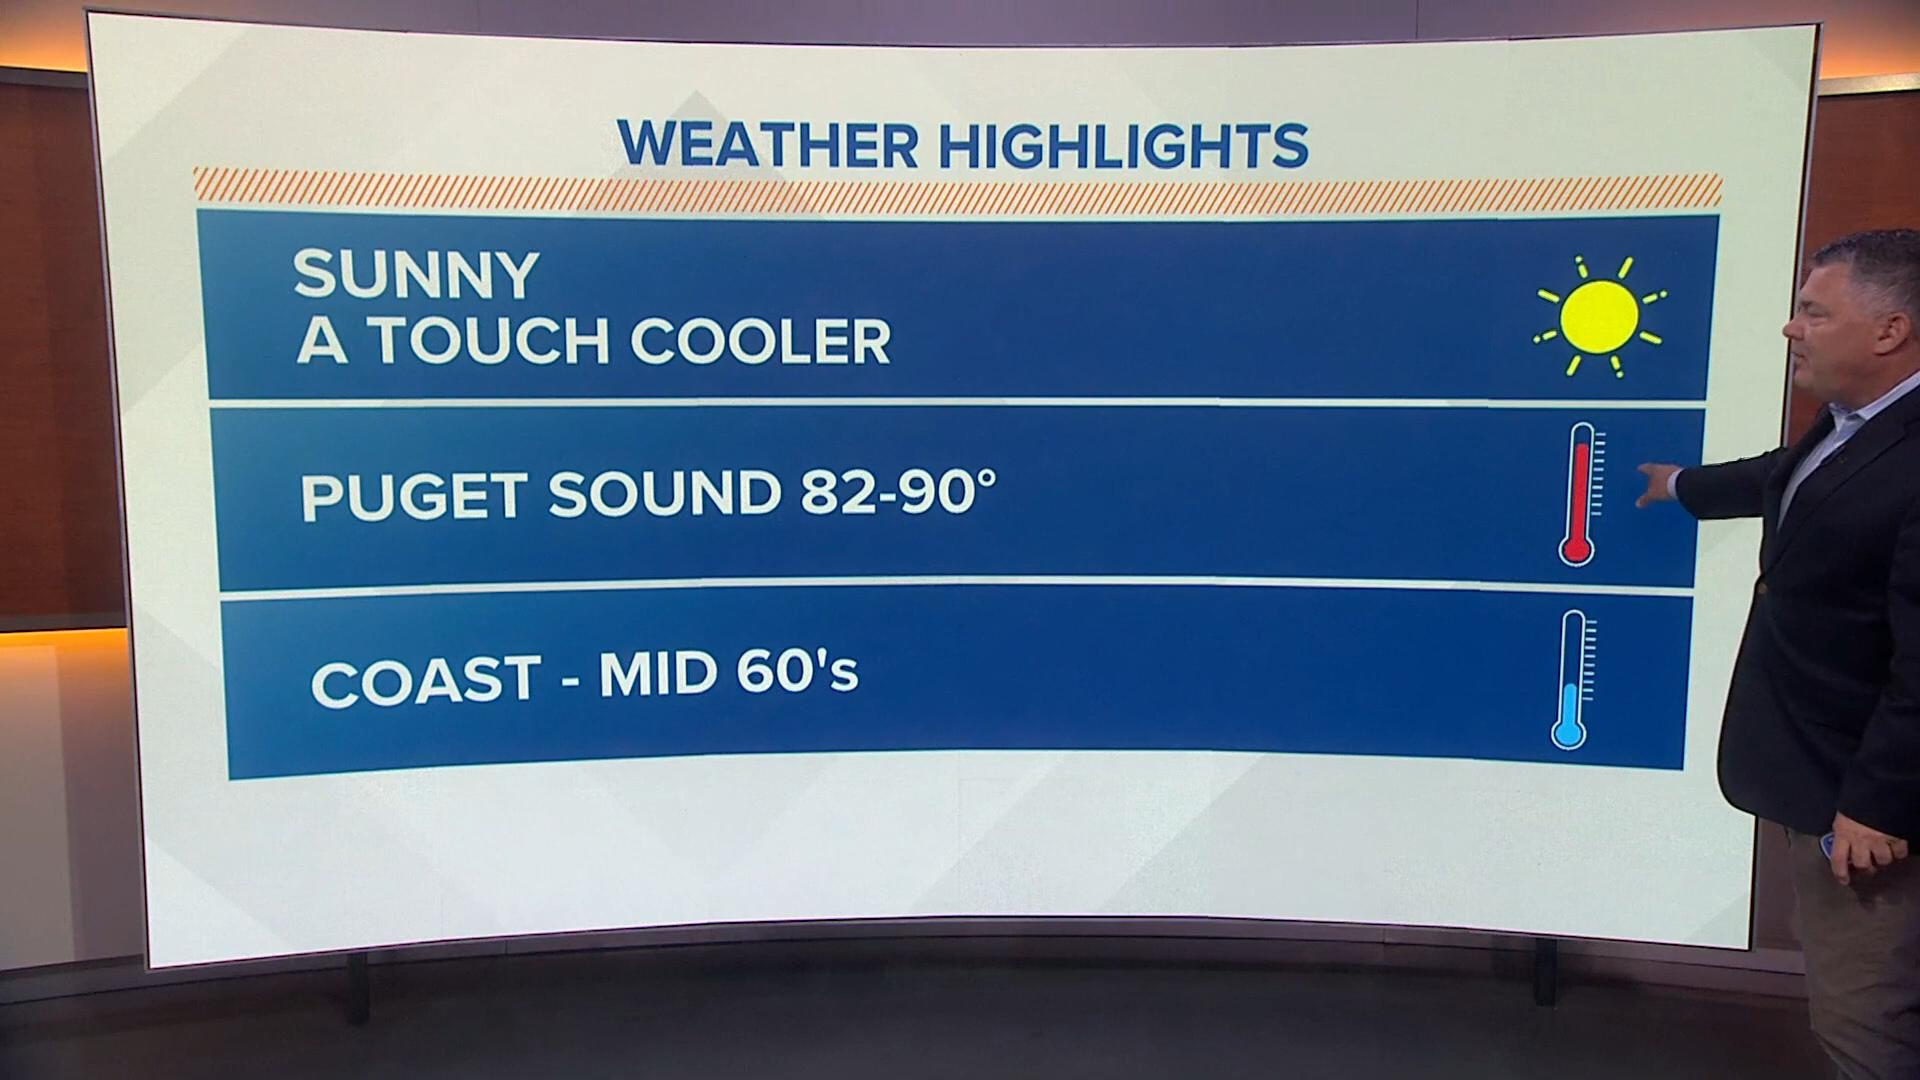 WEATHER HIGHLIGHTS
SUNNY
A TOUCH COOLER
PUGET SOUND 82-90°
COAST - MID 60's